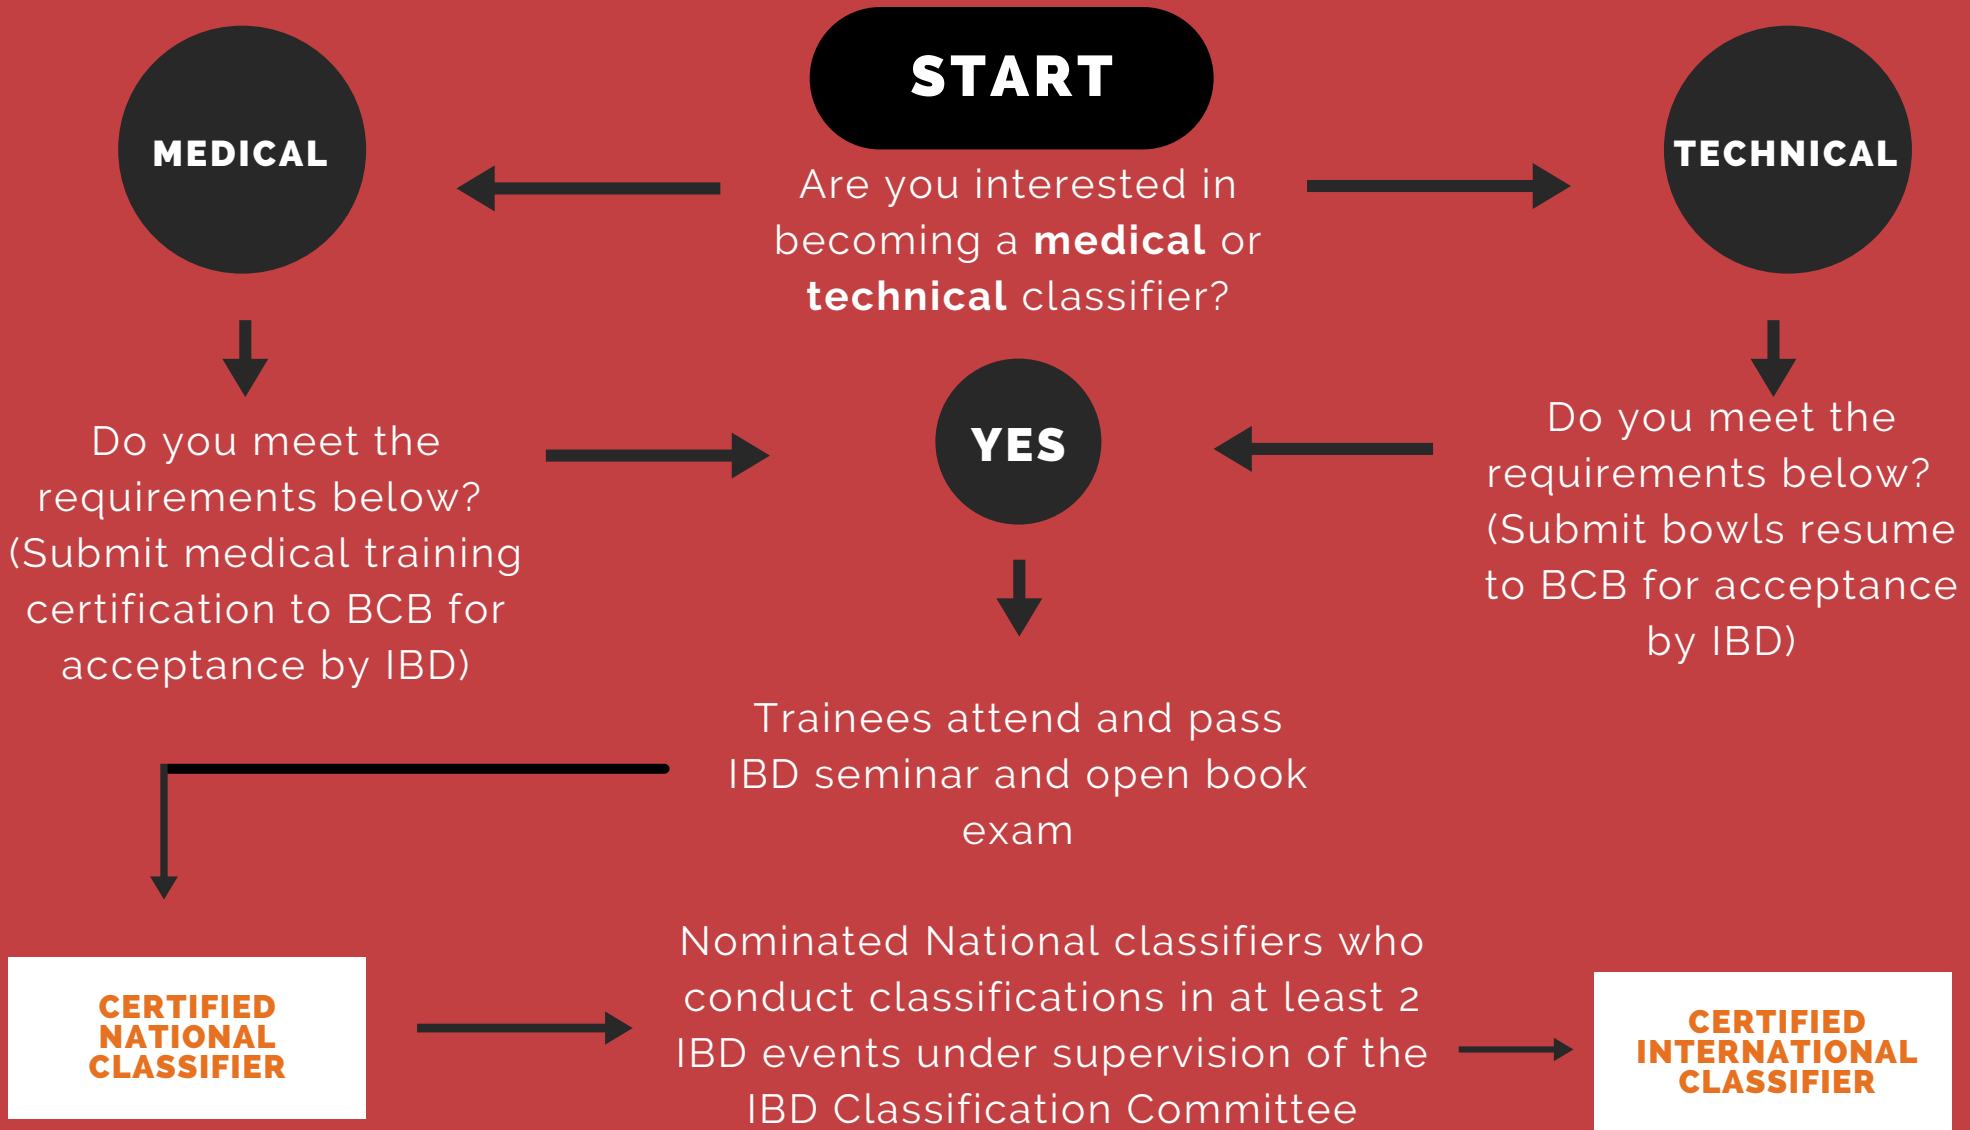 START
MEDICAL
TECHNICAL
Are you interested in
becoming a medical or
technical classifier?
YES
Do you meet the
requirements below?
(Submit medical training
certification to BCB for
acceptance by IBD)
Do you meet the
requirements below?
(Submit bowls resume
to BCB for acceptance
by IBD)
Trainees attend and pass
IBD seminar and open book
exam
CERTIFIED
NATIONAL
CLASSIFIER
Nominated National classifiers who
conduct classifications in at least 2
IBD events under supervision of the
IBD Classification Committee
CERTIFIED
INTERNATIONAL
CLASSIFIER